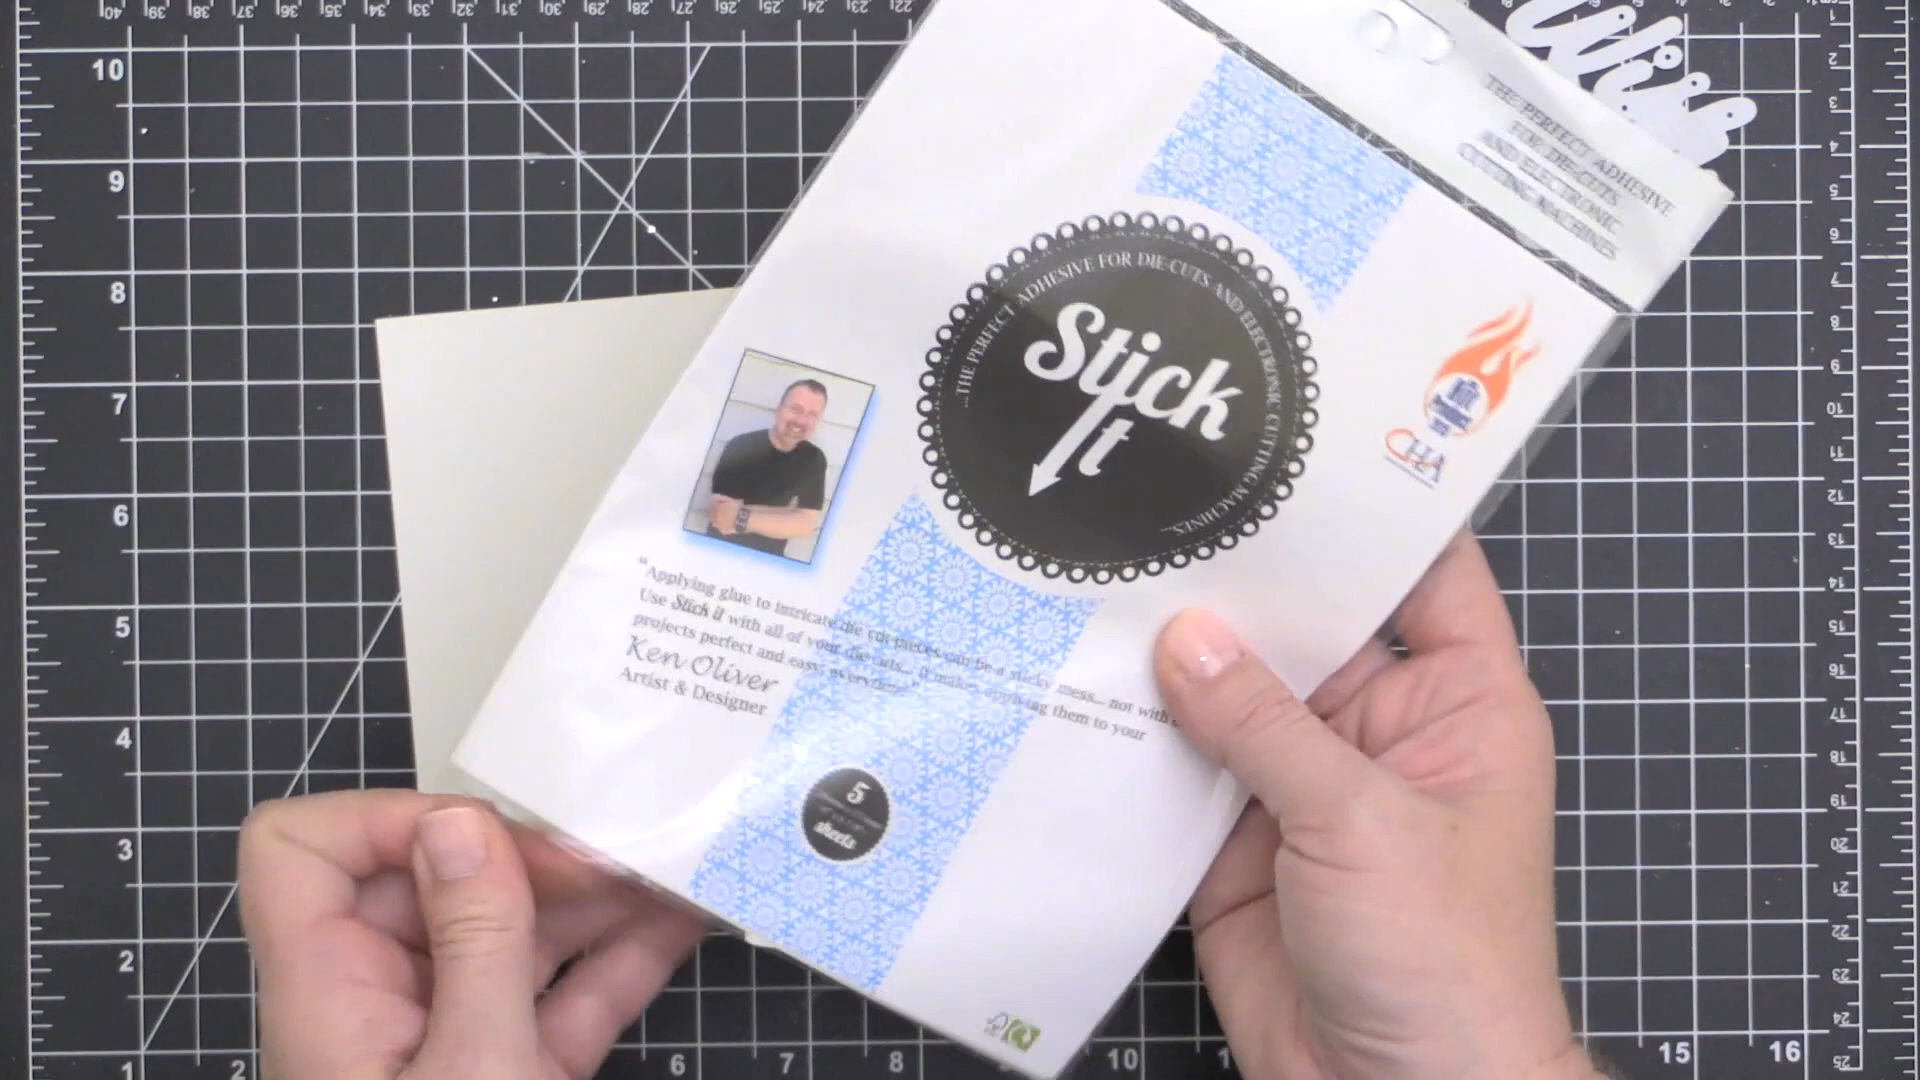 THE PERFECT ADHESIVE
FOR DIE-CUTS
AND ELECTRONIC
CUTTING MACHINES
...THE PERFECT ADHESIVE FOR DIE-CUTS AND ELECTRONIC CUTTING MACHINES...
Stick
It
CHA
"Applying glue to intricate die cut pieces can be a sticky mess... not with
Use Stick it with all of your die-cuts... it makes applying them to your
projects perfect and easy, everytime!"
Ken Oliver
Artist & Designer
5
sheets
10
9
8
7
6
5
4
3
2
1
2
6
7
8
10
15
16